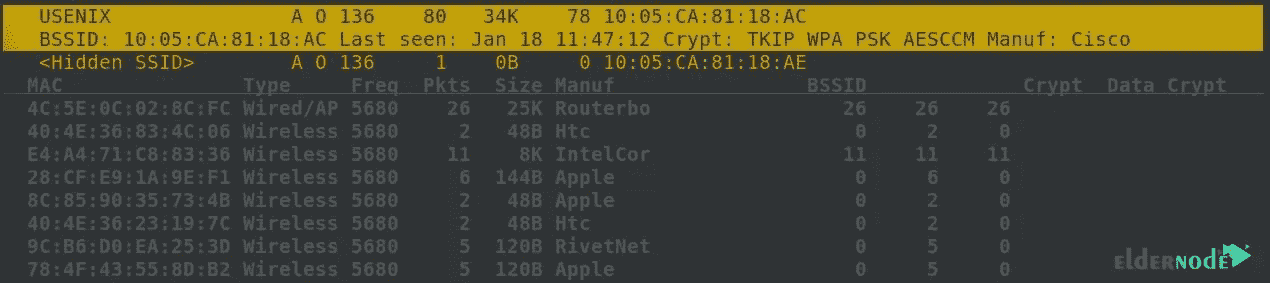 USENIX A O 136 80 34K 78 10:05:CA:81:18:AC
BSSID: 10:05:CA:81:18:AC Last seen: Jan 18 11:47:12 Crypt: TKIP WPA PSK AESCCM Manuf: Cisco
<Hidden SSID> A O 136 1 0B 0 10:05:CA:81:18:AE
MAC Type Freq Pkts Size Manuf BSSID Crypt Data Crypt
4C:5E:0C:02:8C:FC Wired/AP 5680 26 25K Routerbo 26 26 26
40:4E:36:83:4C:06 Wireless 5680 2 48B Htc 0 2 0
E4:A4:71:C8:83:36 Wireless 5680 11 8K IntelCor 11 11 11
28:CF:E9:1A:9E:F1 Wireless 5680 6 144B Apple 0 6 0
8C:85:90:35:73:4B Wireless 5680 2 48B Apple 0 2 0
40:4E:36:23:19:7C Wireless 5680 2 48B Htc 0 2 0
9C:B6:D0:EA:25:3D Wireless 5680 5 120B RivetNet 0 5 0
78:4F:43:55:8D:B2 Wireless 5680 5 120B Apple 0 5 0
elderNODE